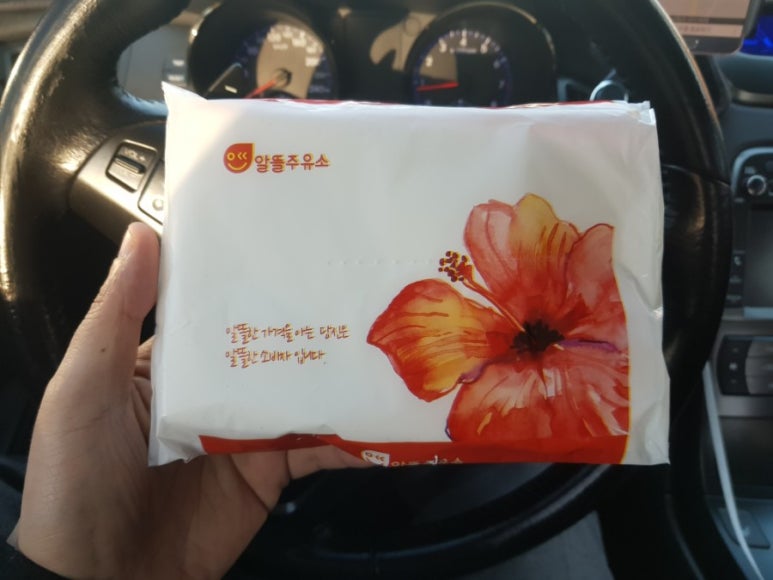 알뜰주유소
알뜰한 가격을 아는 당신은
알뜰한 소비자 입니다.